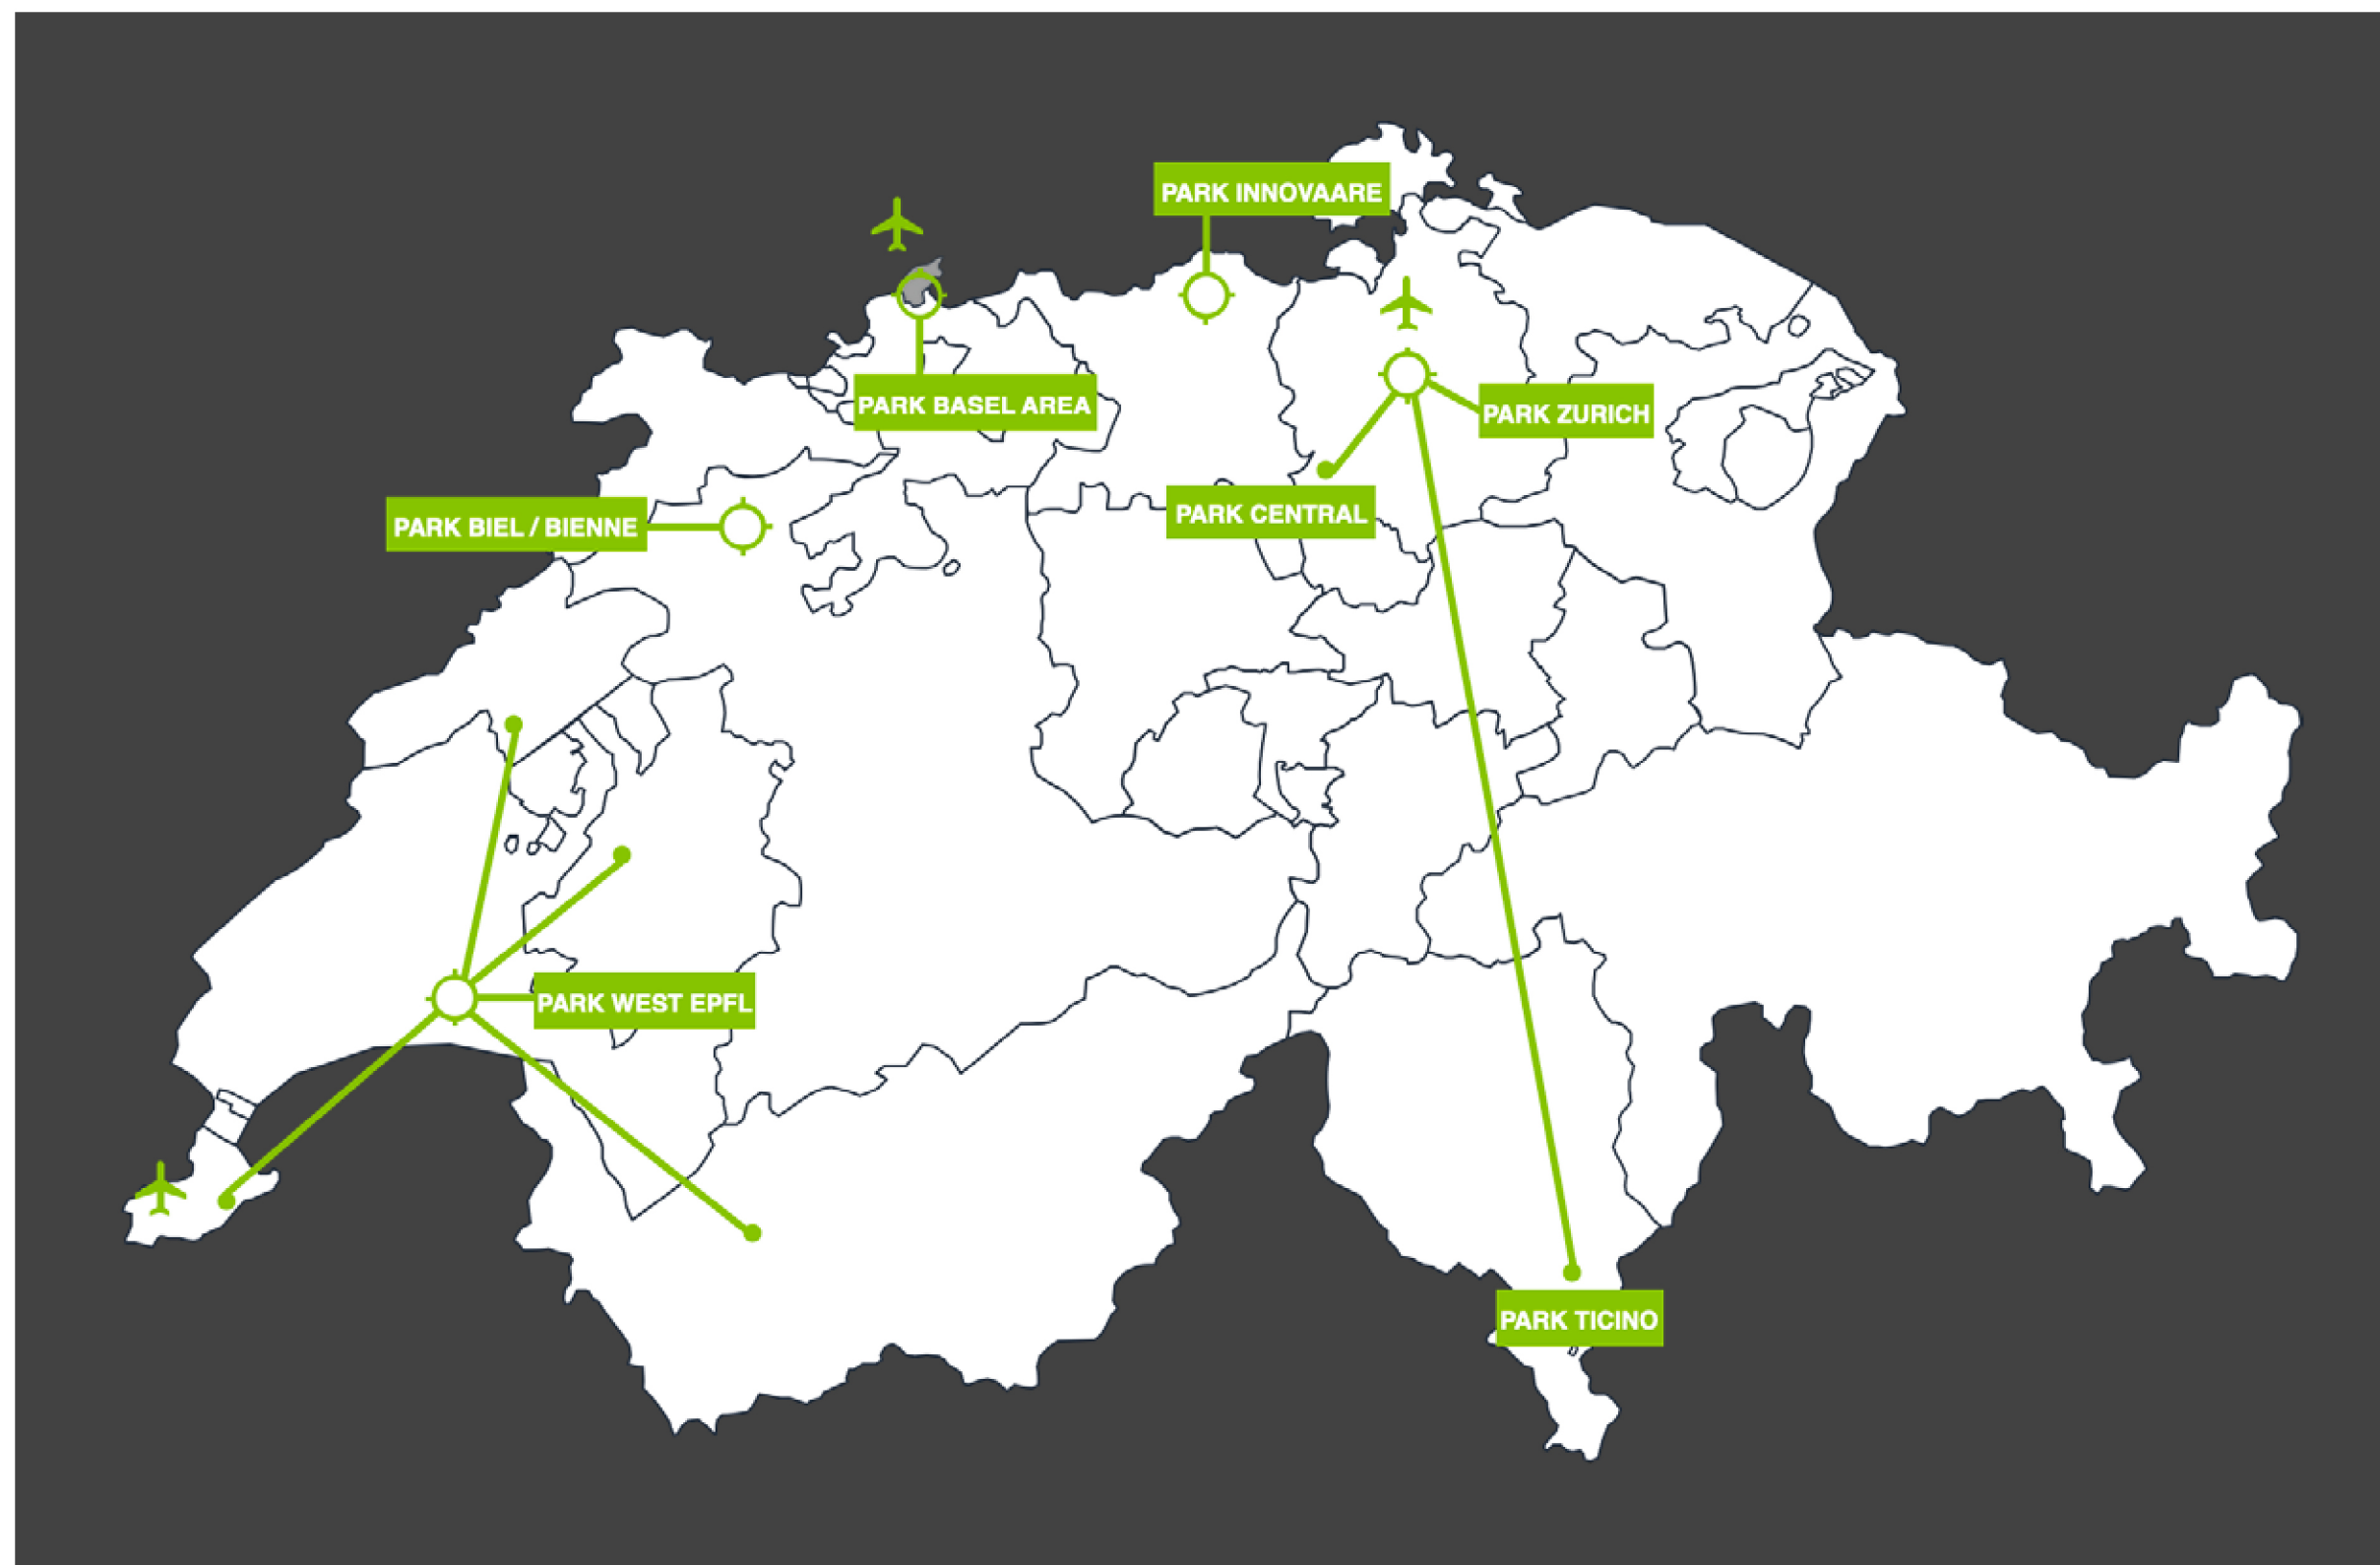 PARK INNOVAARE
PARK BASEL AREA
PARK ZURICH
PARK BIEL / BIENNE
PARK CENTRAL
PARK WEST EPFL
PARK TICINO